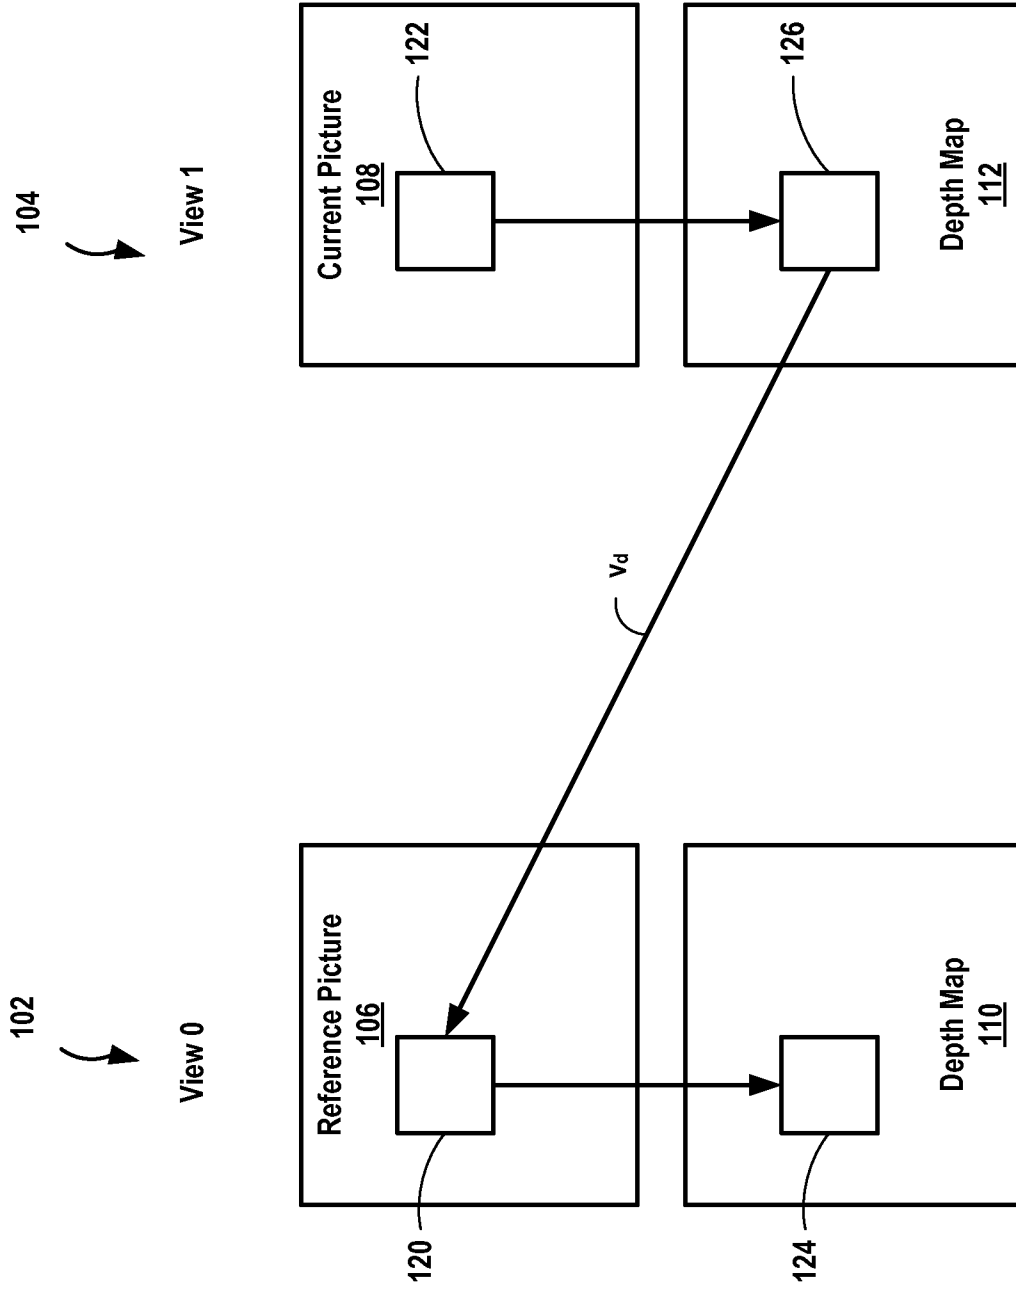 102
104
View 0
View 1
Reference Picture
106
Current Picture
108
120
122
Vd
124
126
Depth Map
110
Depth Map
112